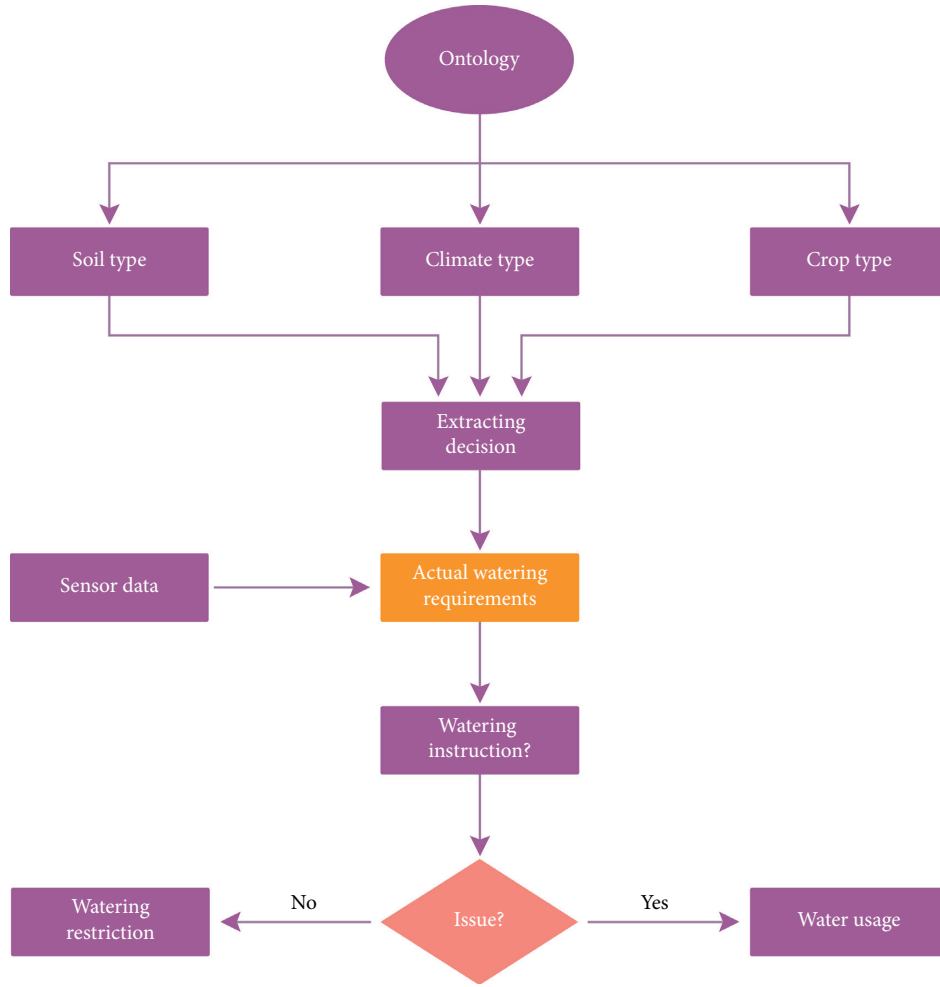 Ontology
Soil type
Climate type
Crop type
Extracting
decision
Sensor data
Actual watering
requirements
Watering
instruction?
No
Yes
Watering
restriction
Issue?
Water usage